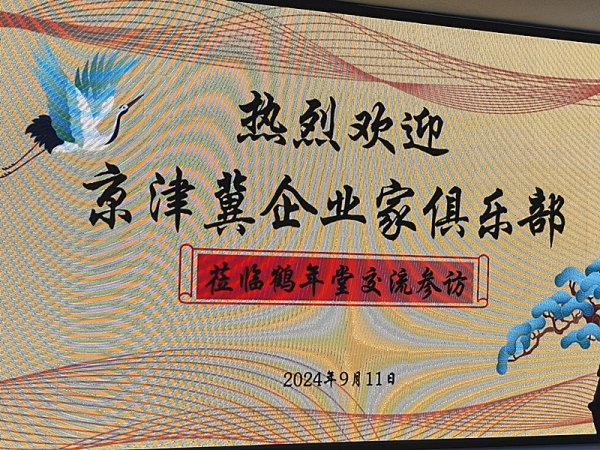 热烈欢迎
京津冀企业家俱乐部
莅临鹤年堂交流参访
2024年9月11日